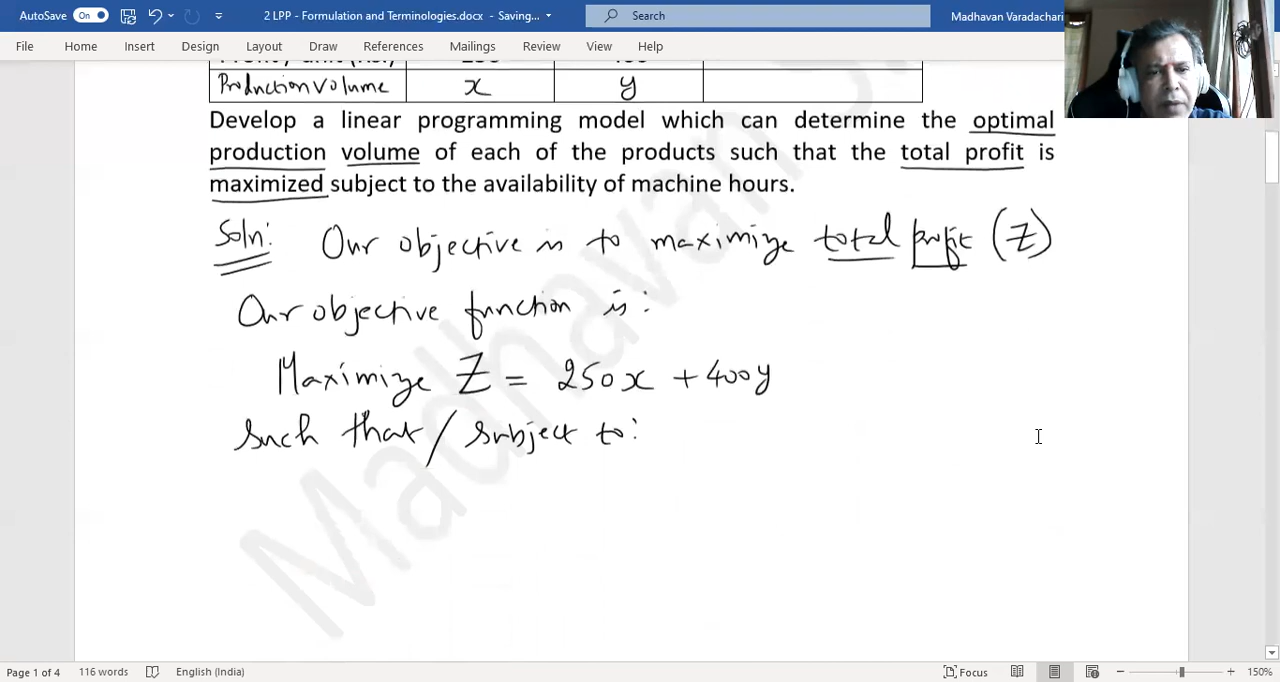 AutoSave On 2 LPP - Formulation and Terminologies.docx - Saving... Search Madhavan Varadachari
File Home Insert Design Layout Draw References Mailings Review View Help
Production volume x y
Develop a linear programming model which can determine the optimal
production volume of each of the products such that the total profit is
maximized subject to the availability of machine hours.
Soln: Our objective is to maximize total profit (Z)
Our objective function is:
Maximize Z = 250x + 400y
such that / subject to:
Madhavan
Page 1 of 4 116 words English (India) Focus 150%